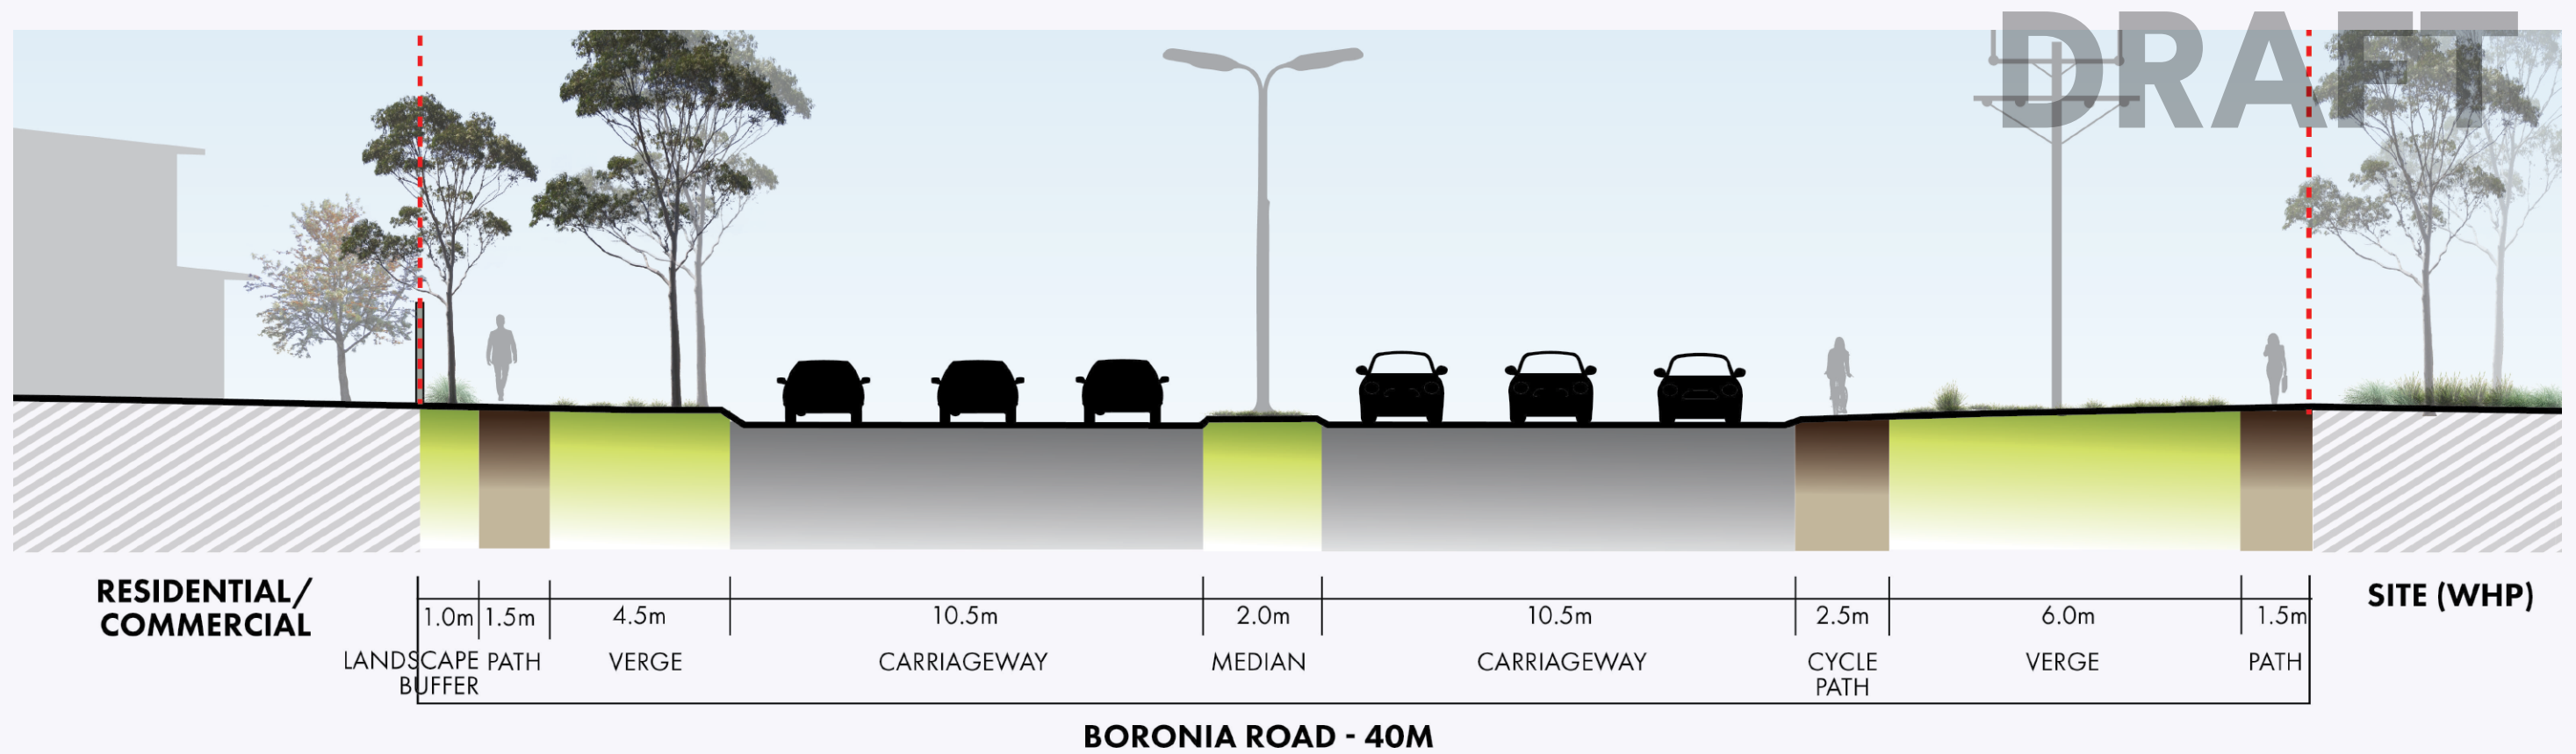 DRAFT
RESIDENTIAL/
COMMERCIAL
SITE (WHP)
1.0m 1.5m 4.5m 10.5m 2.0m 10.5m 2.5m 6.0m 1.5m
LANDSCAPE PATH VERGE CARRIAGEWAY MEDIAN CARRIAGEWAY CYCLE VERGE PATH
BUFFER PATH
BORONIA ROAD - 40M